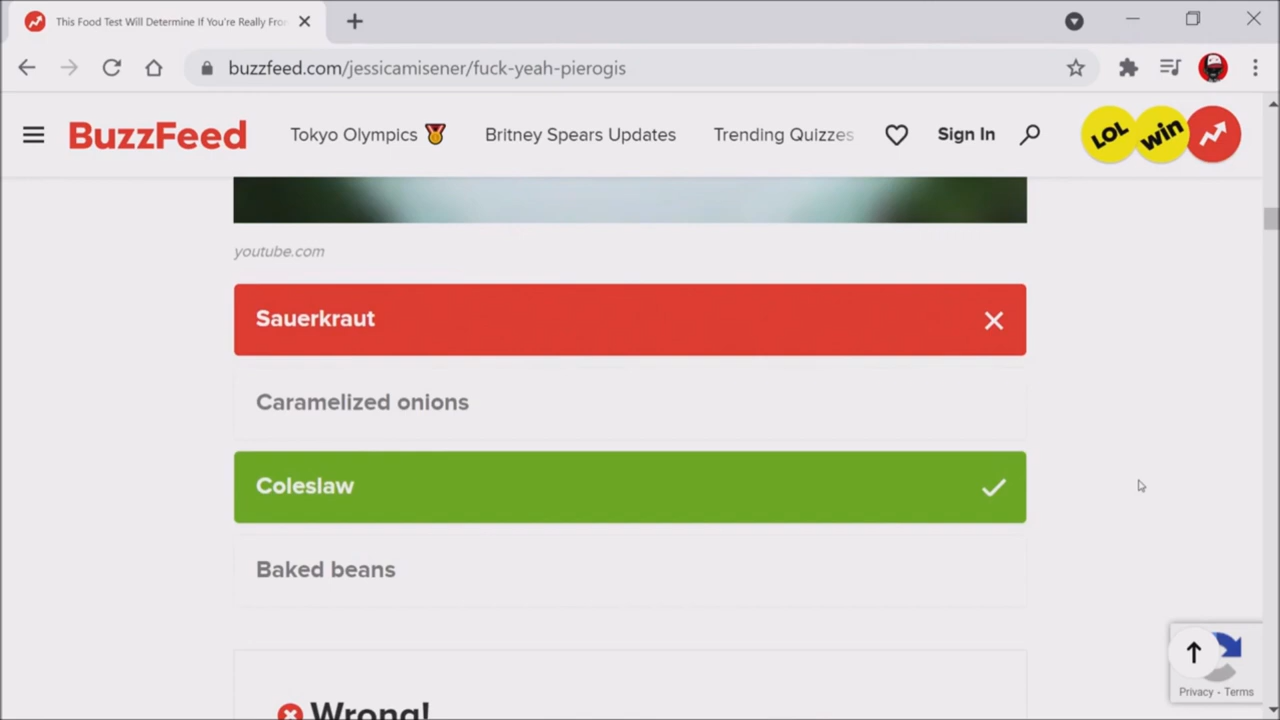 This Food Test Will Determine If You're Really Fro
buzzfeed.com/jessicamisener/fuck-yeah-pierogis
BuzzFeed Tokyo Olympics Britney Spears Updates Trending Quizzes Sign In LOL win
youtube.com
Sauerkraut
Caramelized onions
Coleslaw
Baked beans
Wrong!
Privacy - Terms